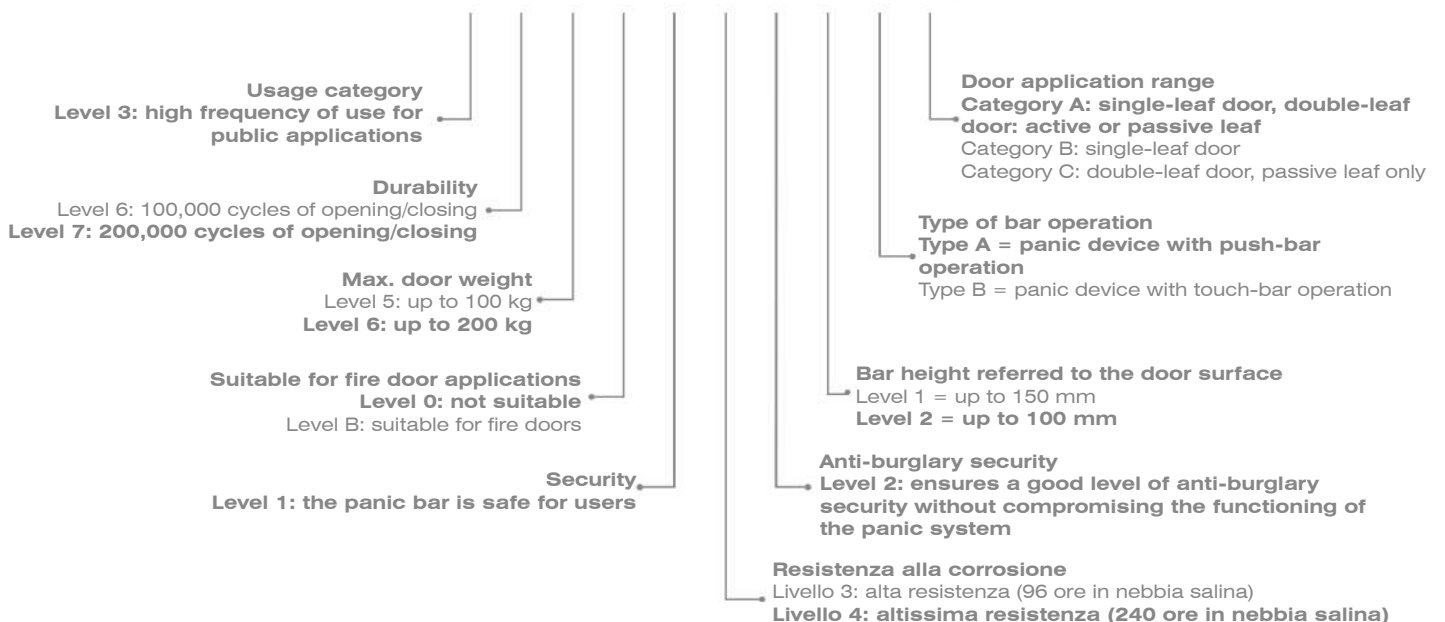 Usage category
Level 3: high frequency of use for
public applications
Durability
Level 6: 100,000 cycles of opening/closing
Level 7: 200,000 cycles of opening/closing
Max. door weight
Level 5: up to 100 kg
Level 6: up to 200 kg
Suitable for fire door applications
Level 0: not suitable
Level B: suitable for fire doors
Security
Level 1: the panic bar is safe for users
Door application range
Category A: single-leaf door, double-leaf
door: active or passive leaf
Category B: single-leaf door
Category C: double-leaf door, passive leaf only
Type of bar operation
Type A = panic device with push-bar
operation
Type B = panic device with touch-bar operation
Bar height referred to the door surface
Level 1 = up to 150 mm
Level 2 = up to 100 mm
Anti-burglary security
Level 2: ensures a good level of anti-burglary
security without compromising the functioning of
the panic system
Resistenza alla corrosione
Livello 3: alta resistenza (96 ore in nebbia salina)
Livello 4: altissima resistenza (240 ore in nebbia salina)